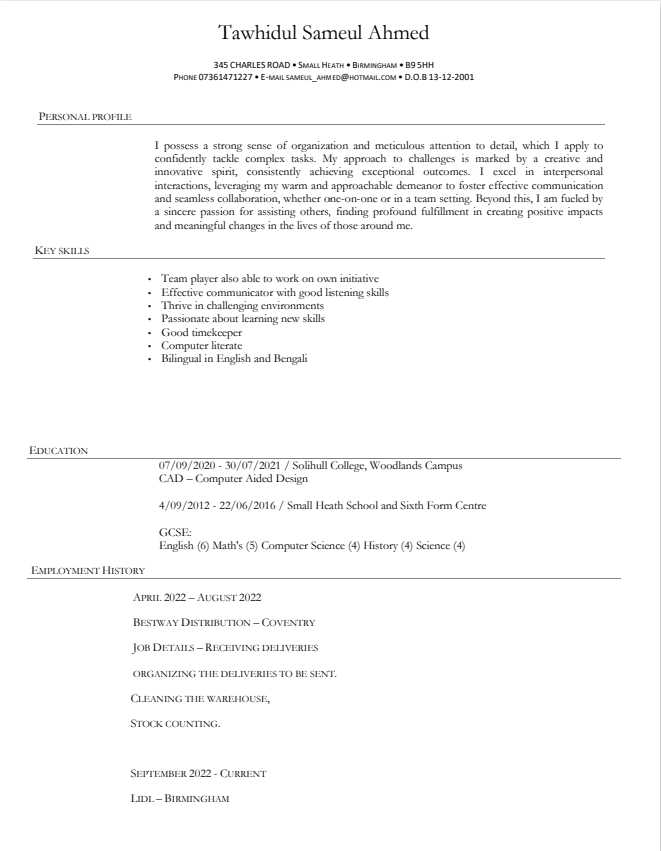 Tawhidul Sameul Ahmed
345 CHARLES ROAD • SMALL HEATH • BIRMINGHAM • B9 5HH
PHONE 07361471227 • E-MAIL SAMEUL_AHMED@HOTMAIL.COM • D.O.B 13-12-2001
PERSONAL PROFILE
I possess a strong sense of organization and meticulous attention to detail, which I apply to
confidently tackle complex tasks. My approach to challenges is marked by a creative and
innovative spirit, consistently achieving exceptional outcomes. I excel in interpersonal
interactions, leveraging my warm and approachable demeanor to foster effective communication
and seamless collaboration, whether one-on-one or in a team setting. Beyond this, I am fueled by
a sincere passion for assisting others, finding profound fulfillment in creating positive impacts
and meaningful changes in the lives of those around me.
KEY SKILLS
• Team player also able to work on own initiative
• Effective communicator with good listening skills
• Thrive in challenging environments
• Passionate about learning new skills
• Good timekeeper
• Computer literate
• Bilingual in English and Bengali
EDUCATION
07/09/2020 - 30/07/2021 / Solihull College, Woodlands Campus
CAD – Computer Aided Design
4/09/2012 - 22/06/2016 / Small Heath School and Sixth Form Centre
GCSE:
English (6) Math's (5) Computer Science (4) History (4) Science (4)
EMPLOYMENT HISTORY
APRIL 2022 – AUGUST 2022
BESTWAY DISTRIBUTION – COVENTRY
JOB DETAILS – RECEIVING DELIVERIES
ORGANIZING THE DELIVERIES TO BE SENT.
CLEANING THE WAREHOUSE,
STOCK COUNTING.
SEPTEMBER 2022 - CURRENT
LIDL – BIRMINGHAM